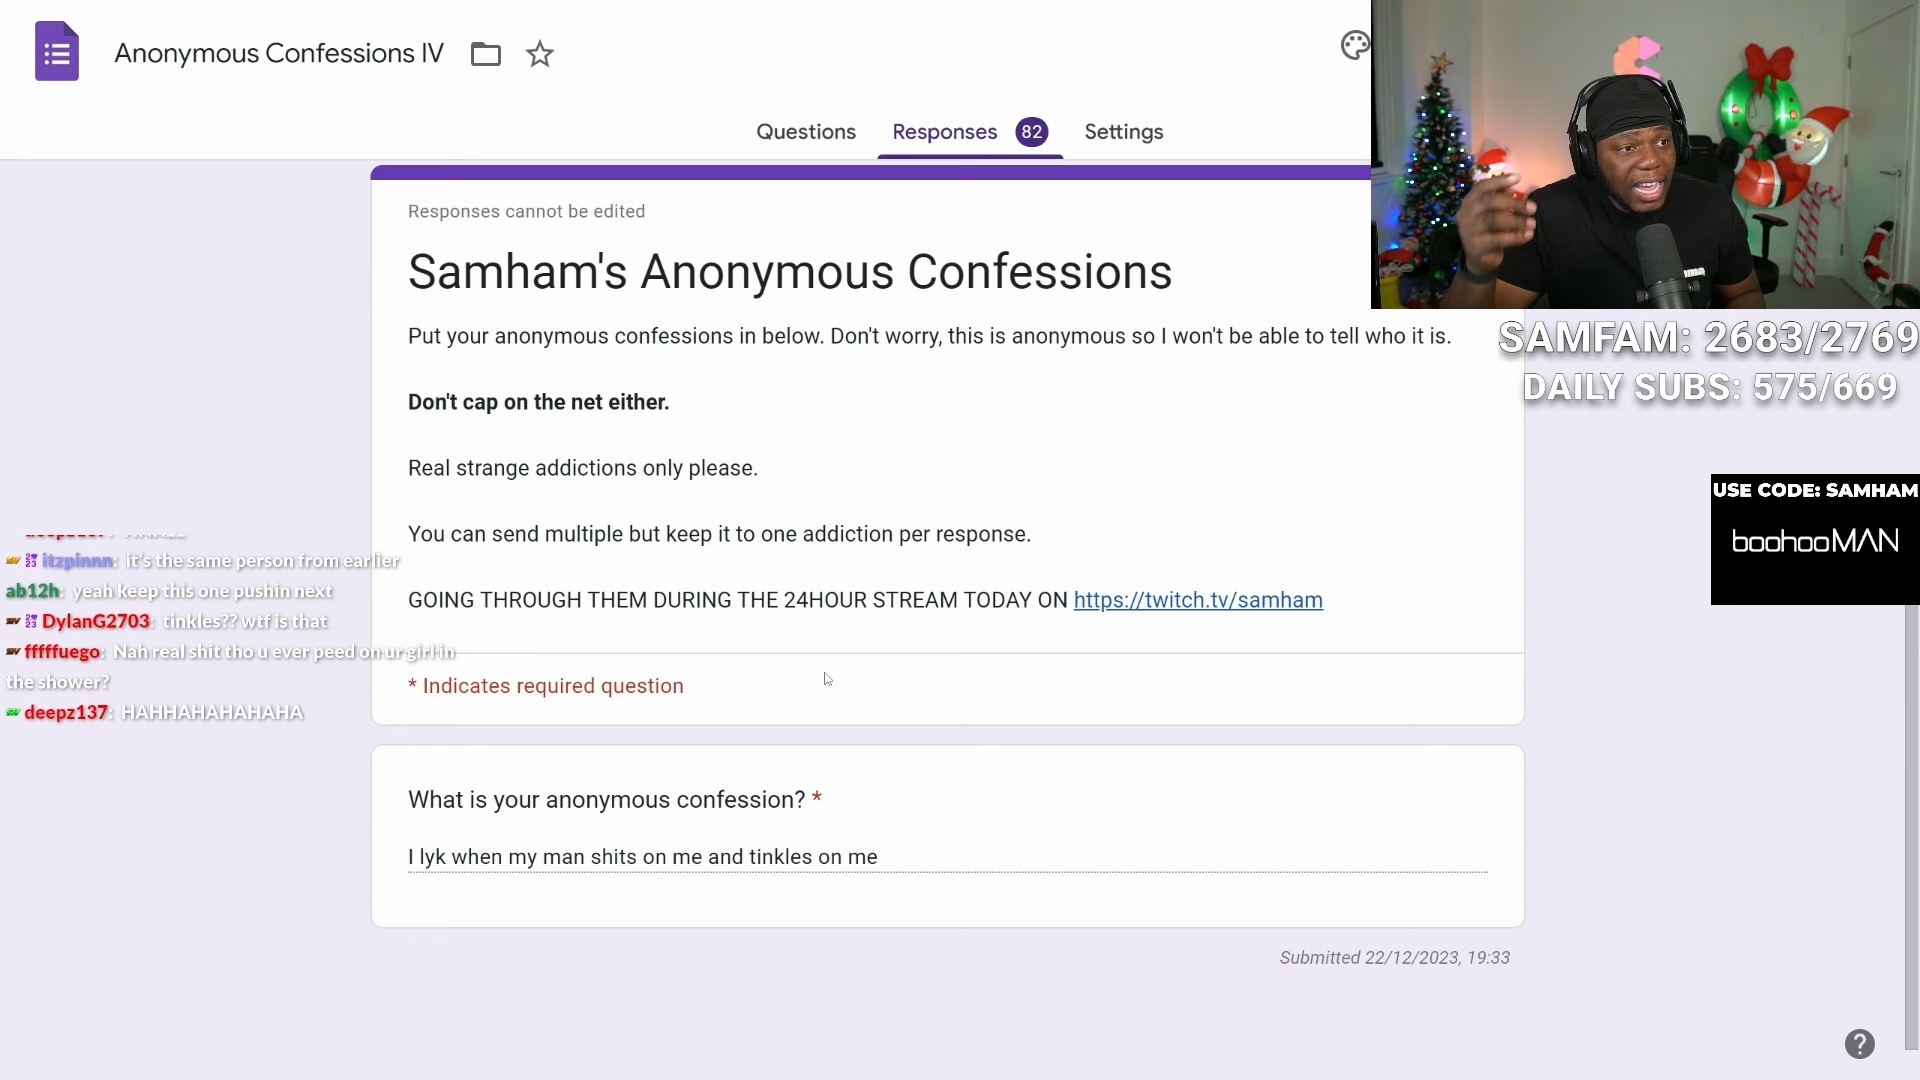 Anonymous Confessions IV
Questions
Responses 82
Settings
Responses cannot be edited
Samham's Anonymous Confessions
Put your anonymous confessions in below. Don't worry, this is anonymous so I won't be able to tell who it is.
Don't cap on the net either.
Real strange addictions only please.
You can send multiple but keep it to one addiction per response.
GOING THROUGH THEM DURING THE 24HOUR STREAM TODAY ON https://twitch.tv/samham
* Indicates required question
What is your anonymous confession? *
I lyk when my man shits on me and tinkles on me
Submitted 22/12/2023, 19:33
SAMFAM: 2683/2769
DAILY SUBS: 575/669
USE CODE: SAMHAM
boohooMAN
itzpinnn: it's the same person from earlier
ab12h: yeah keep this one pushin next
DylanG2703: tinkles?? wtf is that
fffffuego: Nah real shit tho u ever peed on ur girl in
the shower?
deepz137: HAHHAHAHAHAHA